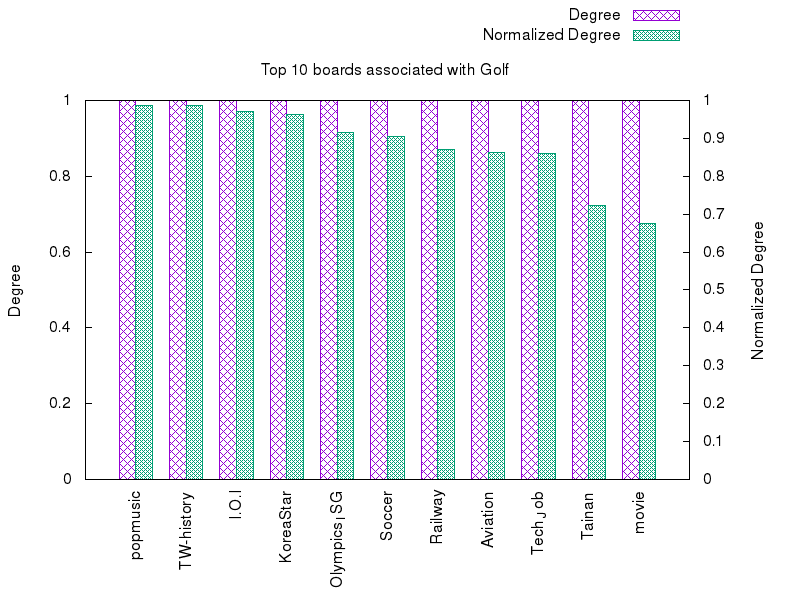 Degree
Normalized Degree
Top 10 boards associated with Golf
1
0.8
0.6
0.4
0.2
0
Degree
1
0.9
0.8
0.7
0.6
0.5
0.4
0.3
0.2
0.1
0
Normalized Degree
popmusic
TW-history
I.O.I
KoreaStar
OlympicsISG
Soccer
Railway
Aviation
TechJob
Tainan
movie